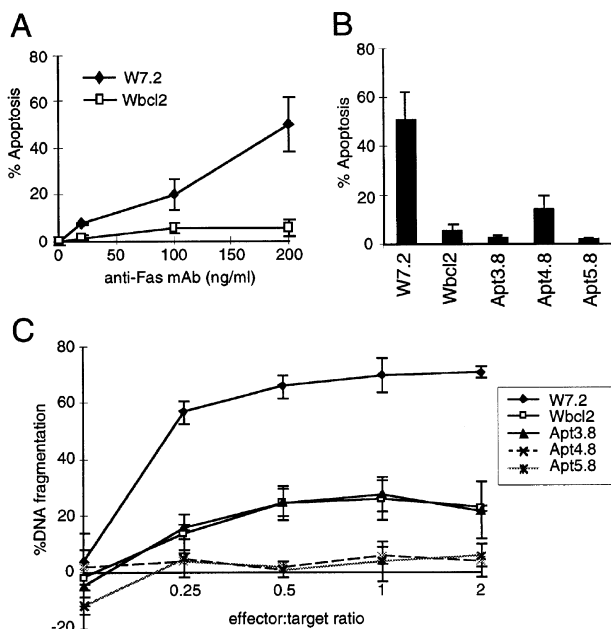 A
% Apoptosis
80
60
40
20
0
W7.2
Wbcl2
0
50
100
150
200
anti-Fas mAb (ng/ml)
B
% Apoptosis
80
60
40
20
0
W7.2
Wbcl2
Apt3.8
Apt4.8
Apt5.8
C
%DNA fragmentation
80
60
40
20
0
-20
0.25
0.5
1
2
effector:target ratio
W7.2
Wbcl2
Apt3.8
Apt4.8
Apt5.8